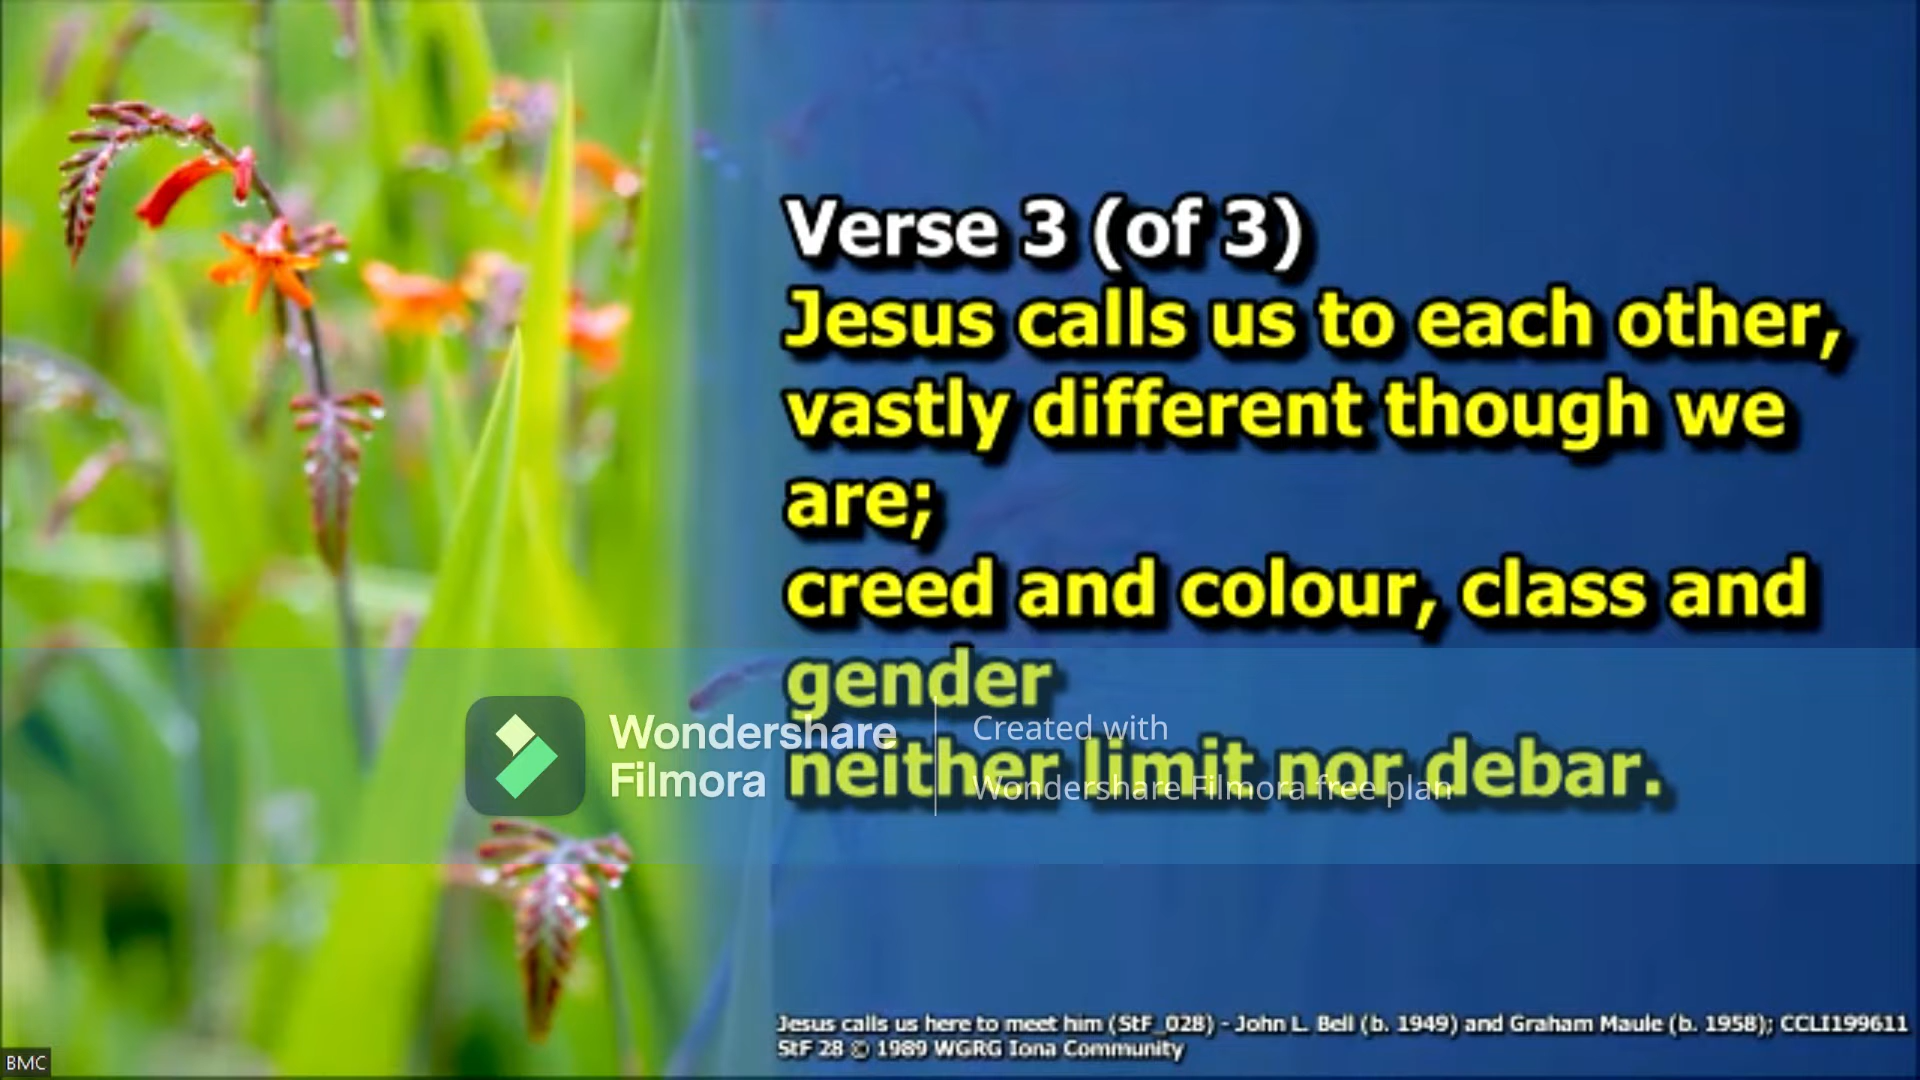 Verse 3 (of 3)
Jesus calls us to each other,
vastly different though we
are;
creed and colour, class and
gender
neither limit nor debar.
Wondershare
Filmora
Created with
Wondershare Filmora free plan
Jesus calls us here to meet him (StF_028) - John L. Bell (b. 1949) and Graham Maule (b. 1958); CCLI199611
StF 28 © 1989 WGRG Iona Community
BMC